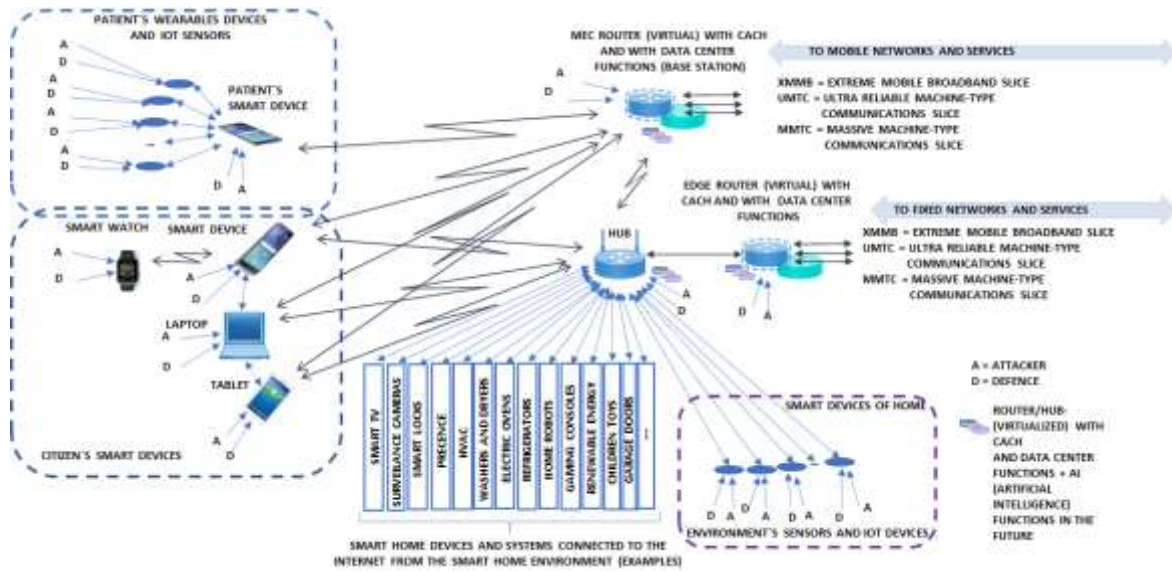 PATIENT'S WEARABLES DEVICES
AND IOT SENSORS
A
D
A
D
A
D
A
D
PATIENT'S
SMART DEVICE
D
A
MEC ROUTER (VIRTUAL) WITH CACH
AND WITH DATA CENTER
FUNCTIONS (BASE STATION)
A
D
TO MOBILE NETWORKS AND SERVICES
XMMB = EXTREME MOBILE BROADBAND SLICE
UMTC = ULTRA RELIABLE MACHINE-TYPE
COMMUNICATIONS SLICE
MMTC = MASSIVE MACHINE-TYPE
COMMUNICATIONS SLICE
EDGE ROUTER (VIRTUAL) WITH
CACH AND WITH DATA CENTER
FUNCTIONS
TO FIXED NETWORKS AND SERVICES
XMMB = EXTREME MOBILE BROADBAND SLICE
UMTC = ULTRA RELIABLE MACHINE-TYPE
COMMUNICATIONS SLICE
MMTC = MASSIVE MACHINE-TYPE
COMMUNICATIONS SLICE
HUB
A
D
D
A
SMART WATCH
SMART DEVICE
A
D
A
D
LAPTOP
A
D
TABLET
A
D
CITIZEN'S SMART DEVICES
SMART TV
SURVEILANCE CAMERAS
SMART LOCKS
PRECENCE
HVAC
WASHERS AND DRYERS
ELECTRIC OVENS
REFRIGERATORS
HOME ROBOTS
GAMING CONSOLES
RENEWABLE ENERGY
CHILDREN TOYS
GARAGE DOORS
...
SMART HOME DEVICES AND SYSTEMS CONNECTED TO THE
INTERNET FROM THE SMART HOME ENVIRONMENT (EXAMPLES)
SMART DEVICES OF HOME
D
A
D
A
D
A
D
A
ENVIRONMENT'S SENSORS AND IOT DEVICES
A = ATTACKER
D = DEFENCE
ROUTER/HUB-
(VIRTUALIZED) WITH
CACH
AND DATA CENTER
FUNCTIONS + AI
(ARTIFICIAL
INTELLIGENCE)
FUNCTIONS IN THE
FUTURE